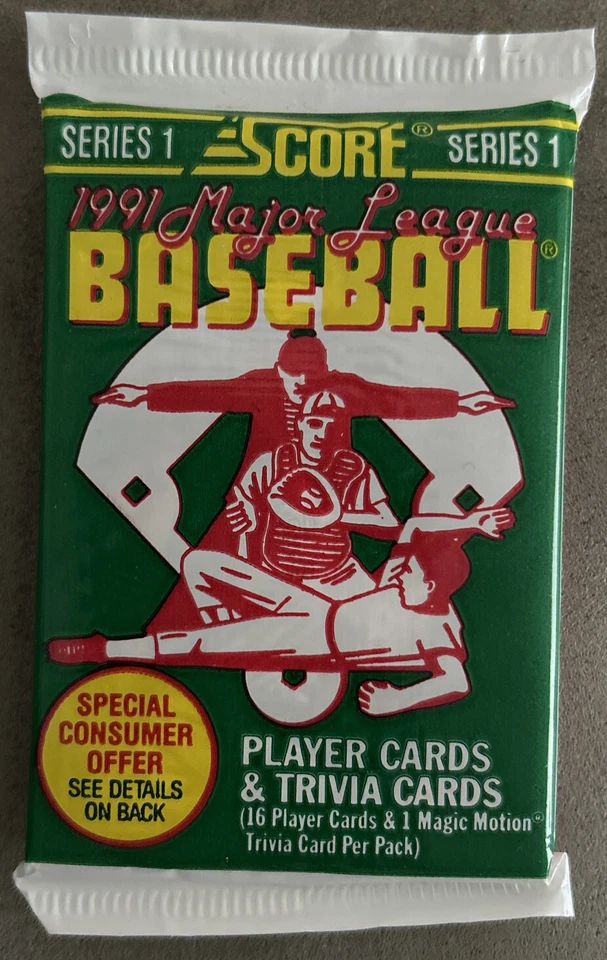 SERIES 1 SCORE® SERIES 1
1991 Major League
BASEBALL®
SPECIAL
CONSUMER
OFFER
SEE DETAILS
ON BACK
PLAYER CARDS
& TRIVIA CARDS
(16 Player Cards & 1 Magic Motion®
Trivia Card Per Pack)